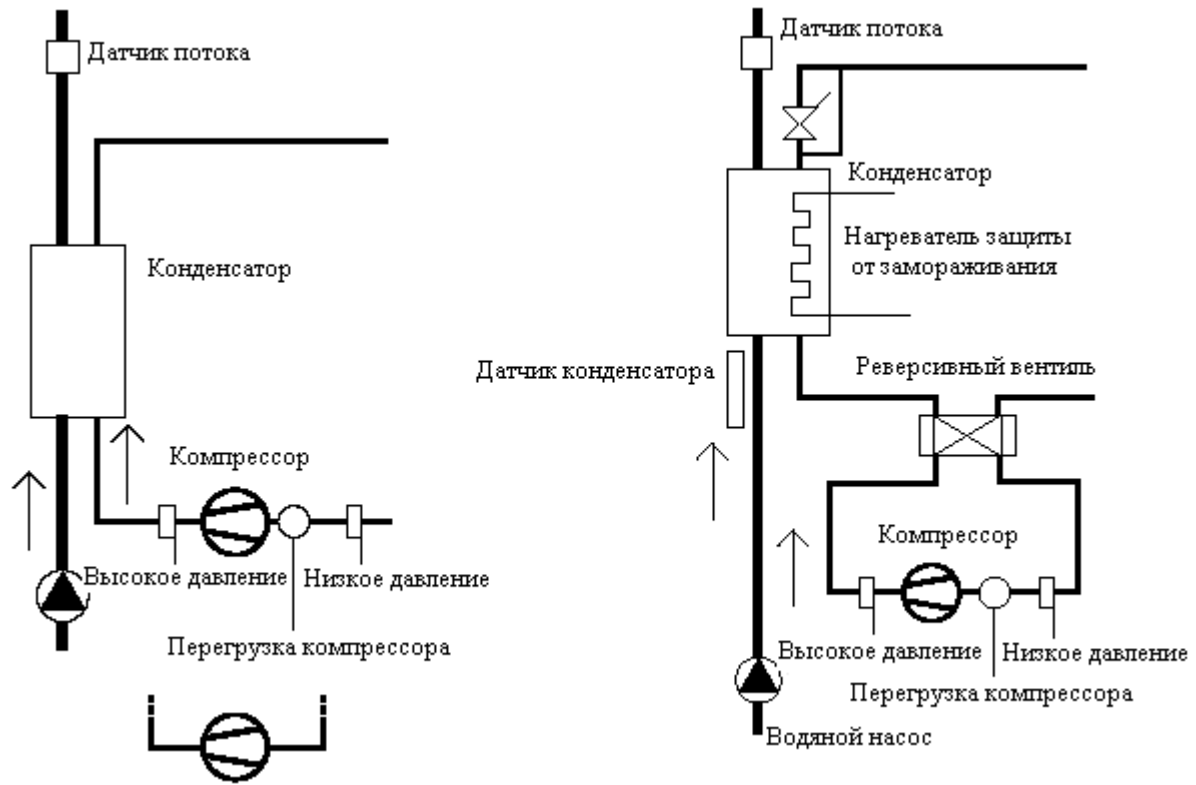 Датчик потока
Конденсатор
Компрессор
Высокое давление
Низкое давление
Перегрузка компрессора
Датчик потока
Конденсатор
Нагреватель защиты
от замораживания
Датчик конденсатора
Реверсивный вентиль
Компрессор
Высокое давление
Низкое давление
Перегрузка компрессора
Водяной насос